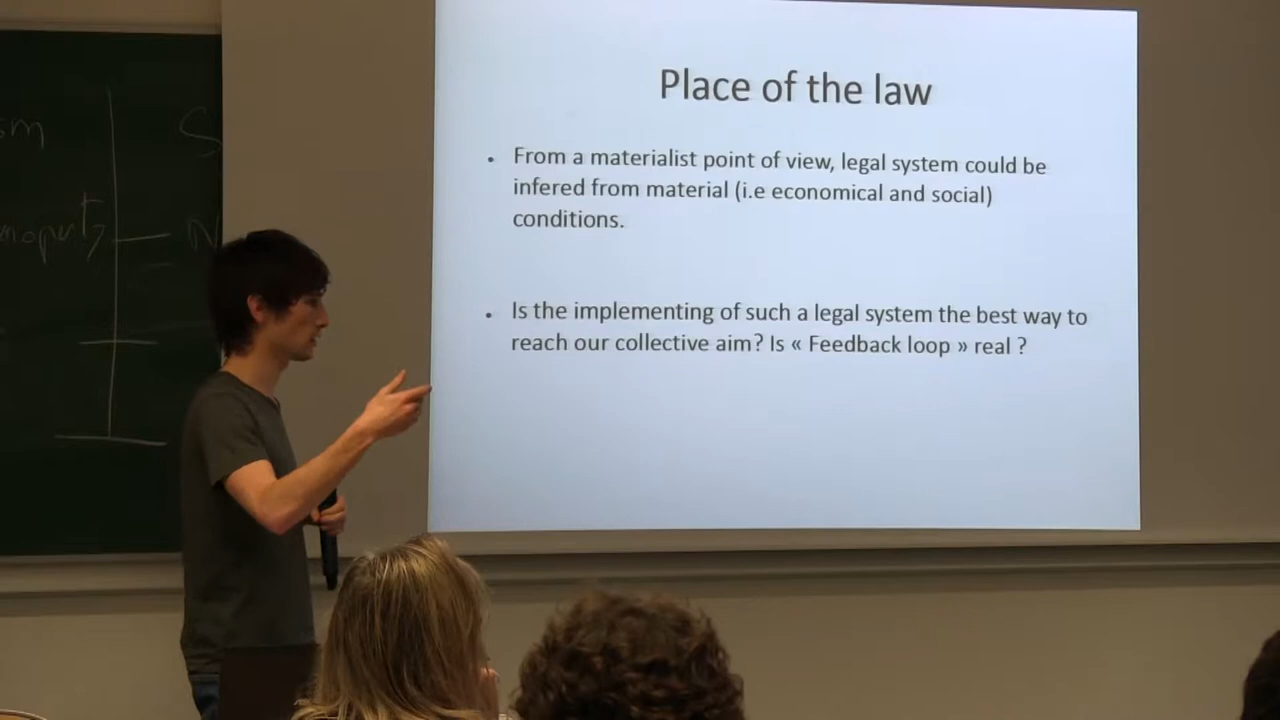 Place of the law
• From a materialist point of view, legal system could be
infered from material (i.e economical and social)
conditions.
• Is the implementing of such a legal system the best way to
reach our collective aim? Is « Feedback loop » real ?